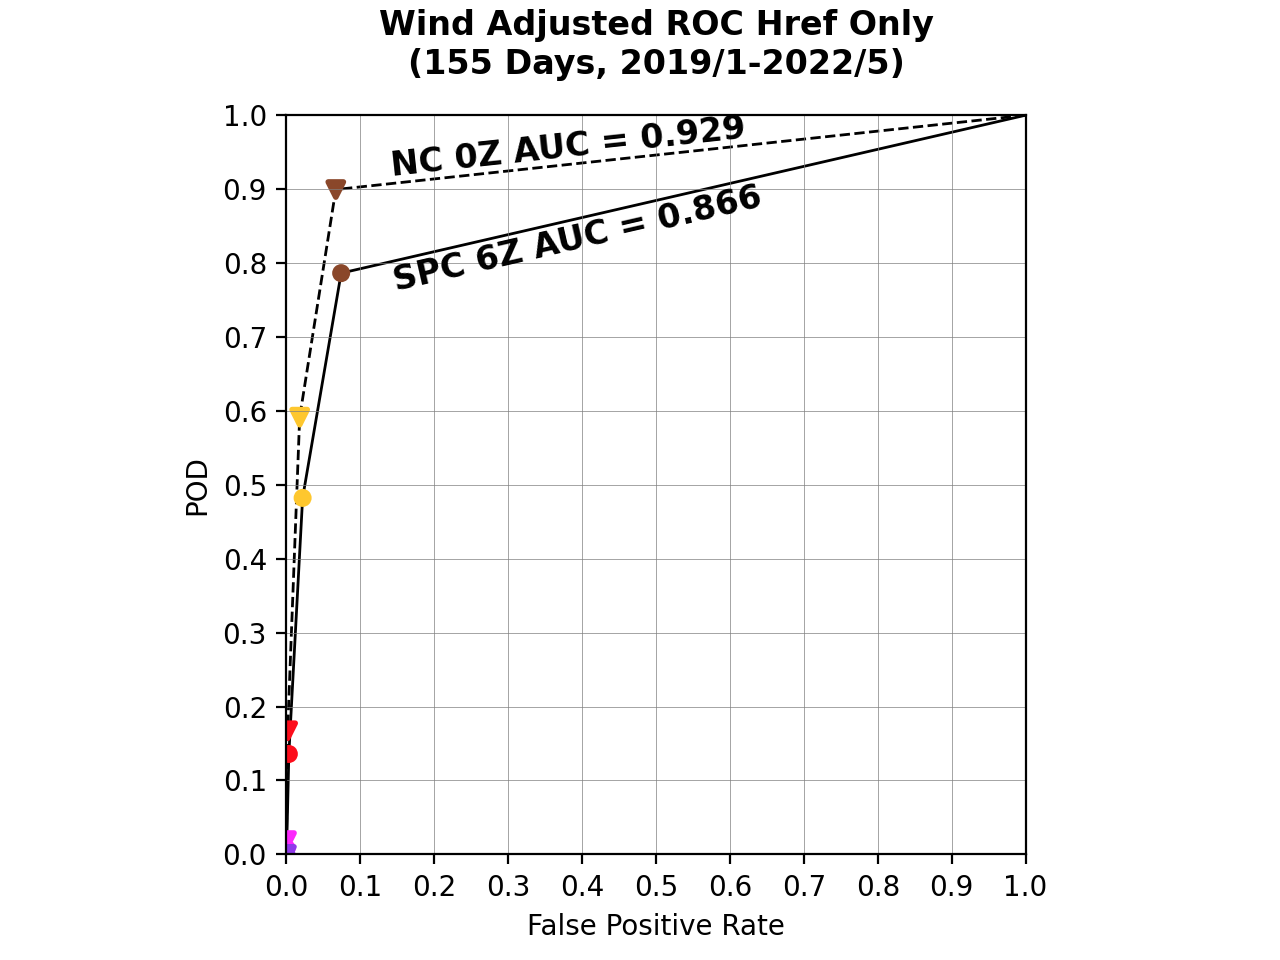 Wind Adjusted ROC Href Only
(155 Days, 2019/1-2022/5)
1.0
0.9
0.8
0.7
0.6
0.5
0.4
0.3
0.2
0.1
0.0
POD
NC 0Z AUC = 0.929
SPC 6Z AUC = 0.866
0.0 0.1 0.2 0.3 0.4 0.5 0.6 0.7 0.8 0.9 1.0
False Positive Rate